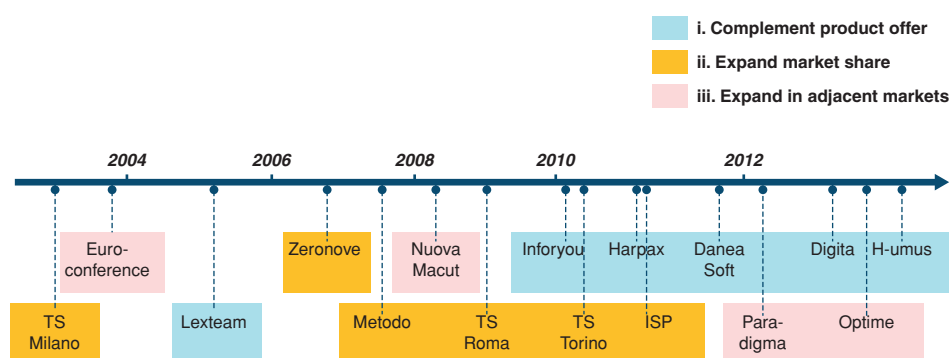 i. Complement product offer
ii. Expand market share
iii. Expand in adjacent markets
2004
2006
2008
2010
2012
Euro-
conference
Zeronove
Nuova
Macut
Inforyou
Harpax
Danea
Soft
Digita
H-umus
TS
Milano
Lexteam
Metodo
TS
Roma
TS
Torino
ISP
Para-
digma
Optime